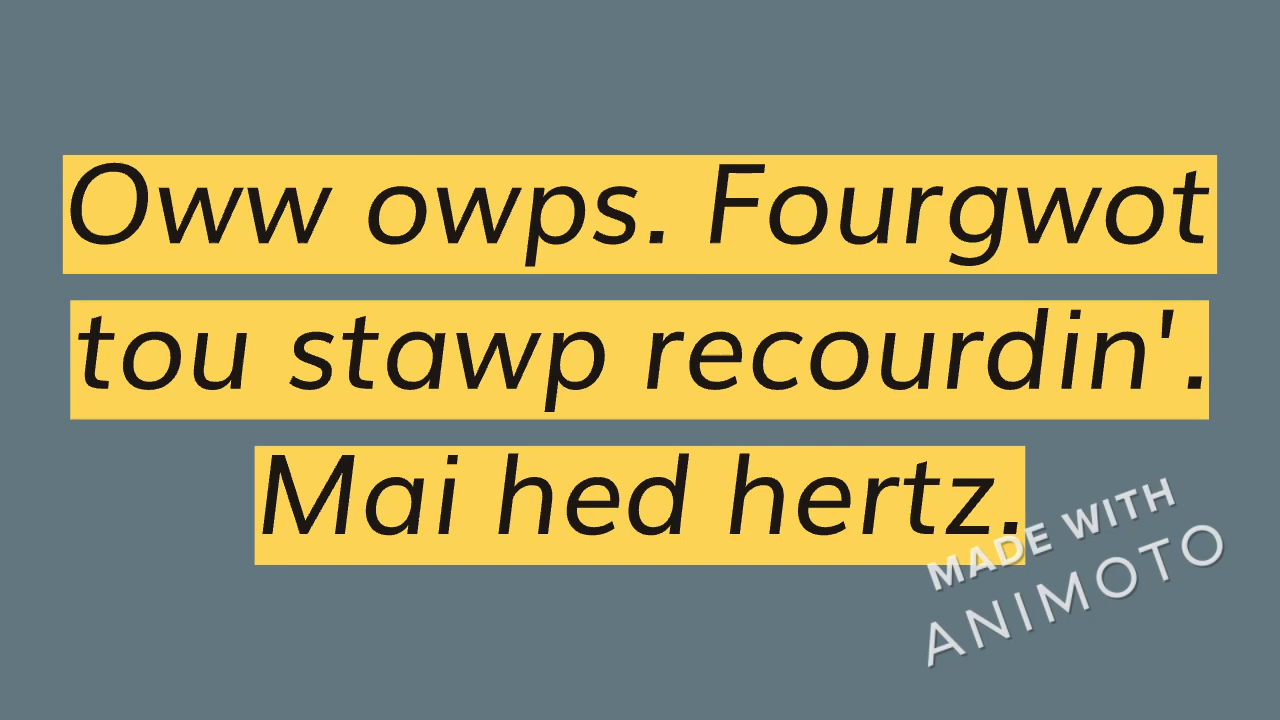 Oww owps. Fourgwot
tou stawp recourdin'.
Mai hed hertz.
MADE WITH
ANIMOTO